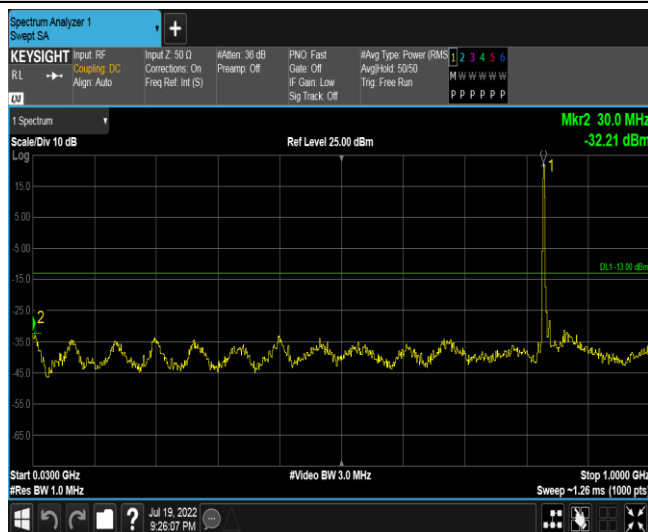 Spectrum Analyzer 1
Swept SA
+
KEYSIGHT
RL
LXI
Input: RF
Coupling: DC
Align: Auto
Input Z: 50 Ω
Corrections: On
Freq Ref: Int (S)
#Atten: 36 dB
Preamp: Off
PNO: Fast
Gate: Off
IF Gain: Low
Sig Track: Off
#Avg Type: Power (RMS
Avg|Hold: 50/50
Trig: Free Run
1 2 3 4 5 6
M W W W W W
P P P P P P
1 Spectrum
Mkr2 30.0 MHz
-32.21 dBm
Scale/Div 10 dB
Ref Level 25.00 dBm
Log
1
15.0
5.00
-5.00
DL1 -13.00 dBm
-15.0
-25.0
2
-35.0
-45.0
-55.0
-65.0
Start 0.0300 GHz
#Video BW 3.0 MHz
Stop 1.0000 GHz
#Res BW 1.0 MHz
Sweep ~1.26 ms (1000 pts)
?
Jul 19, 2022
9:26:07 PM